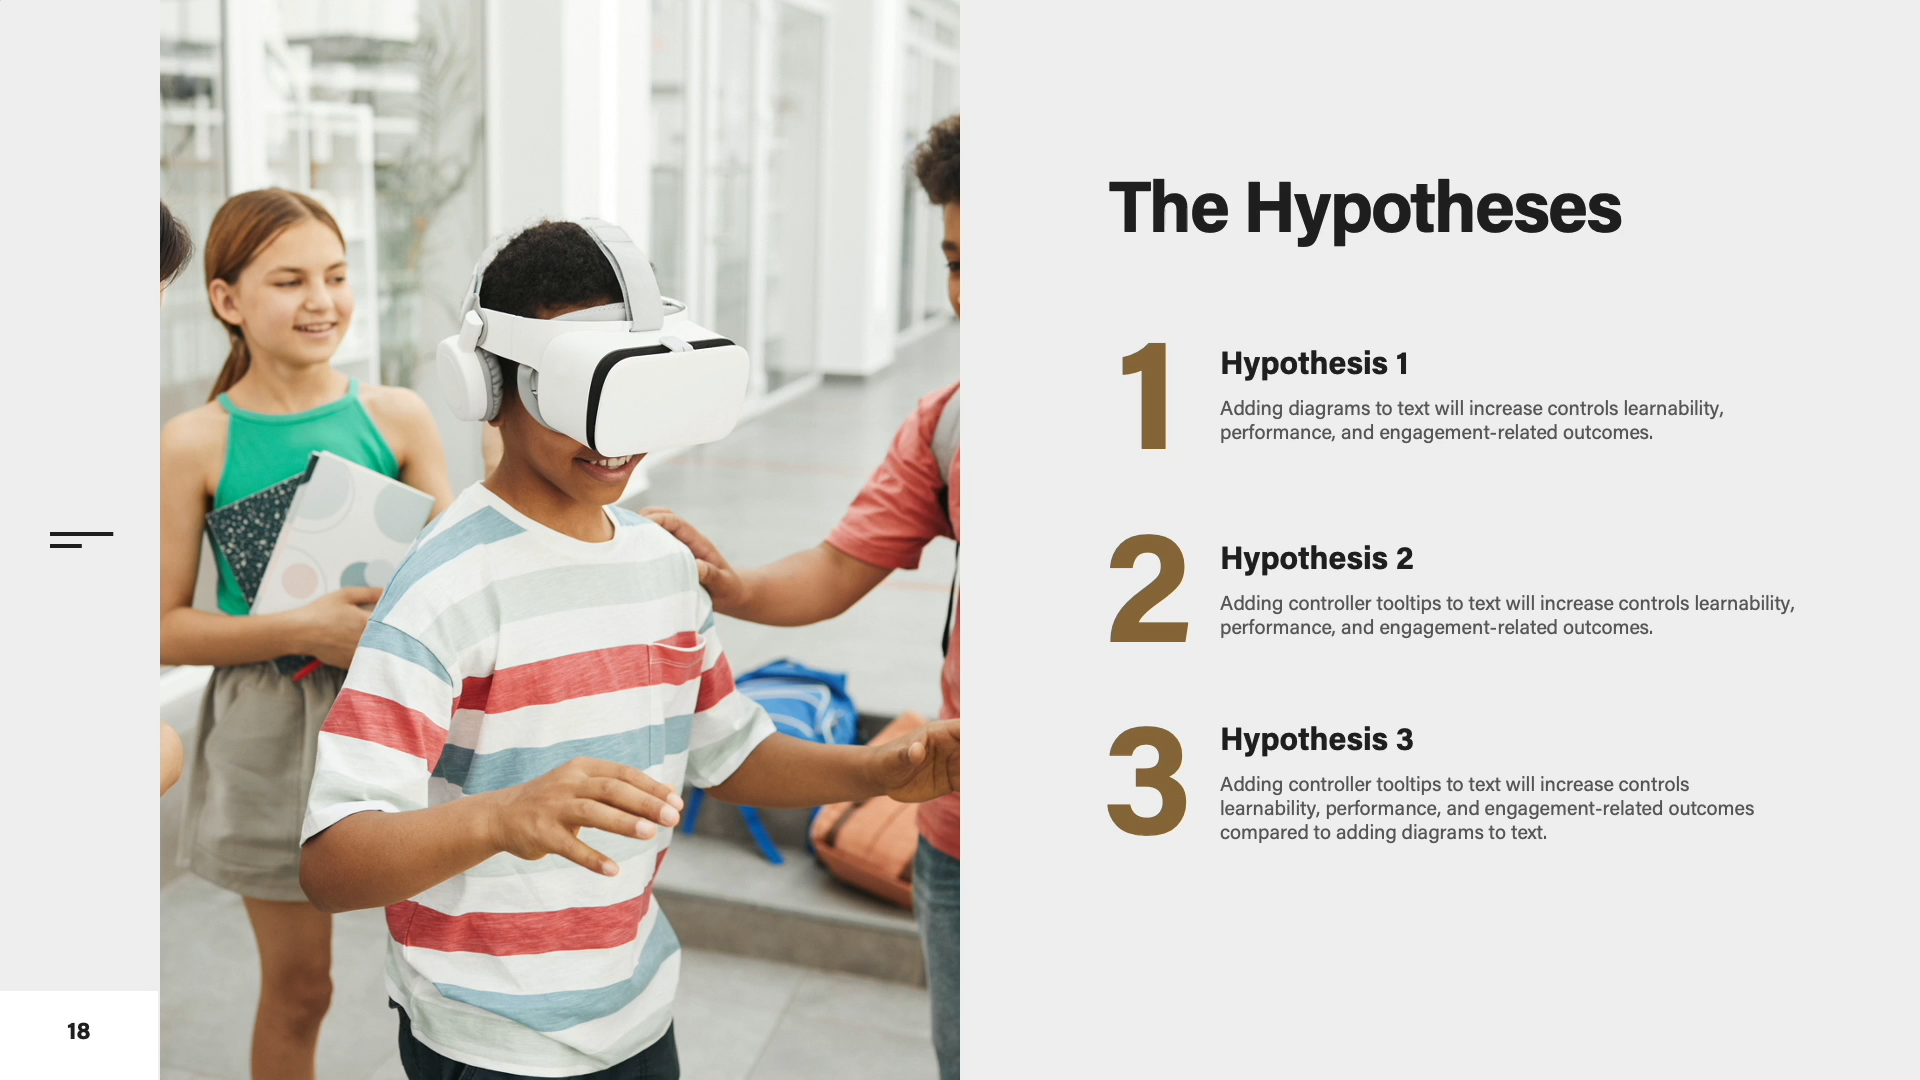 The Hypotheses
1
Hypothesis 1
Adding diagrams to text will increase controls learnability,
performance, and engagement-related outcomes.
2
Hypothesis 2
Adding controller tooltips to text will increase controls learnability,
performance, and engagement-related outcomes.
3
Hypothesis 3
Adding controller tooltips to text will increase controls
learnability, performance, and engagement-related outcomes
compared to adding diagrams to text.
18